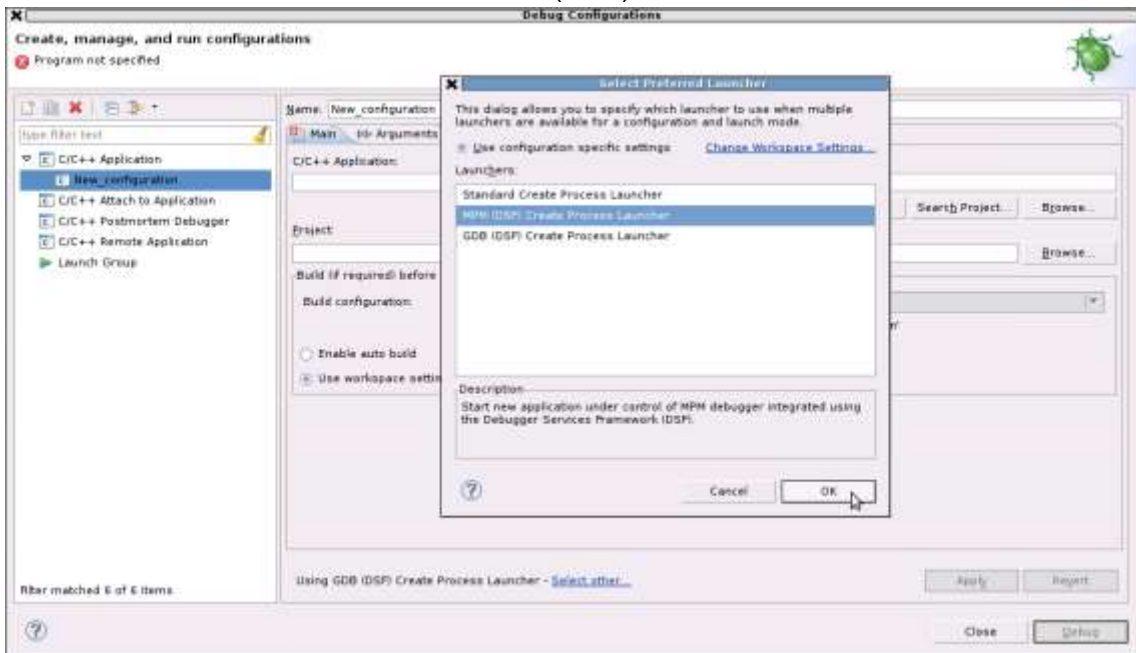 Debug Configurations
Create, manage, and run configurations
Program not specified
type filter text
C/C++ Application
New_configuration
C/C++ Attach to Application
C/C++ Postmortem Debugger
C/C++ Remote Application
Launch Group
Filter matched 6 of 6 items
Name: New_configuration
Main Arguments
C/C++ Application:
Search Project... Browse...
Project:
Browse...
Build (if required) before
Build configuration:
Enable auto build
Use workspace settin
Using GDB (DSF) Create Process Launcher - Select other...
Apply Revert
Close Debug
Select Preferred Launcher
This dialog allows you to specify which launcher to use when multiple
launchers are available for a configuration and launch mode.
Use configuration specific settings Change Workspace Settings...
Launchers:
Standard Create Process Launcher
MPM (DSF) Create Process Launcher
GDB (DSF) Create Process Launcher
Description
Start new application under control of MPM debugger integrated using
the Debugger Services Framework (DSF).
Cancel OK